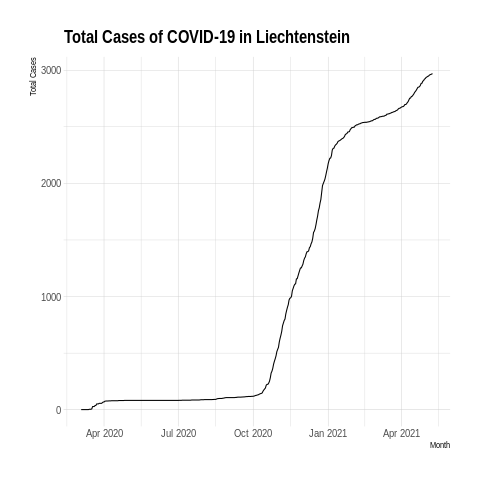 Total Cases of COVID-19 in Liechtenstein
Total Cases
3000
2000
1000
0
Apr 2020 Jul 2020 Oct 2020 Jan 2021 Apr 2021
Month